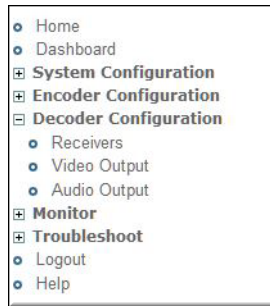 Home
Dashboard
System Configuration
Encoder Configuration
Decoder Configuration
Receivers
Video Output
Audio Output
Monitor
Troubleshoot
Logout
Help